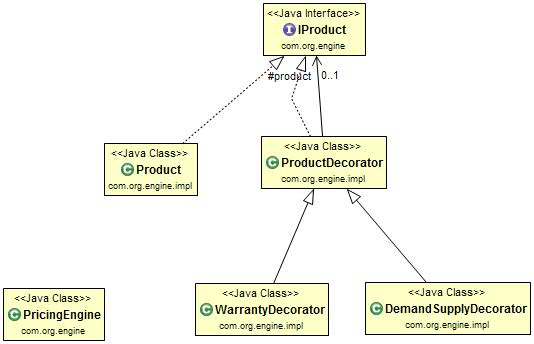 <<Java Interface>>
I IProduct
com.org.engine
#product
0..1
<<Java Class>>
C Product
com.org.engine.impl
<<Java Class>>
C ProductDecorator
com.org.engine.impl
<<Java Class>>
C PricingEngine
com.org.engine
<<Java Class>>
C WarrantyDecorator
com.org.engine.impl
<<Java Class>>
C DemandSupplyDecorator
com.org.engine.impl